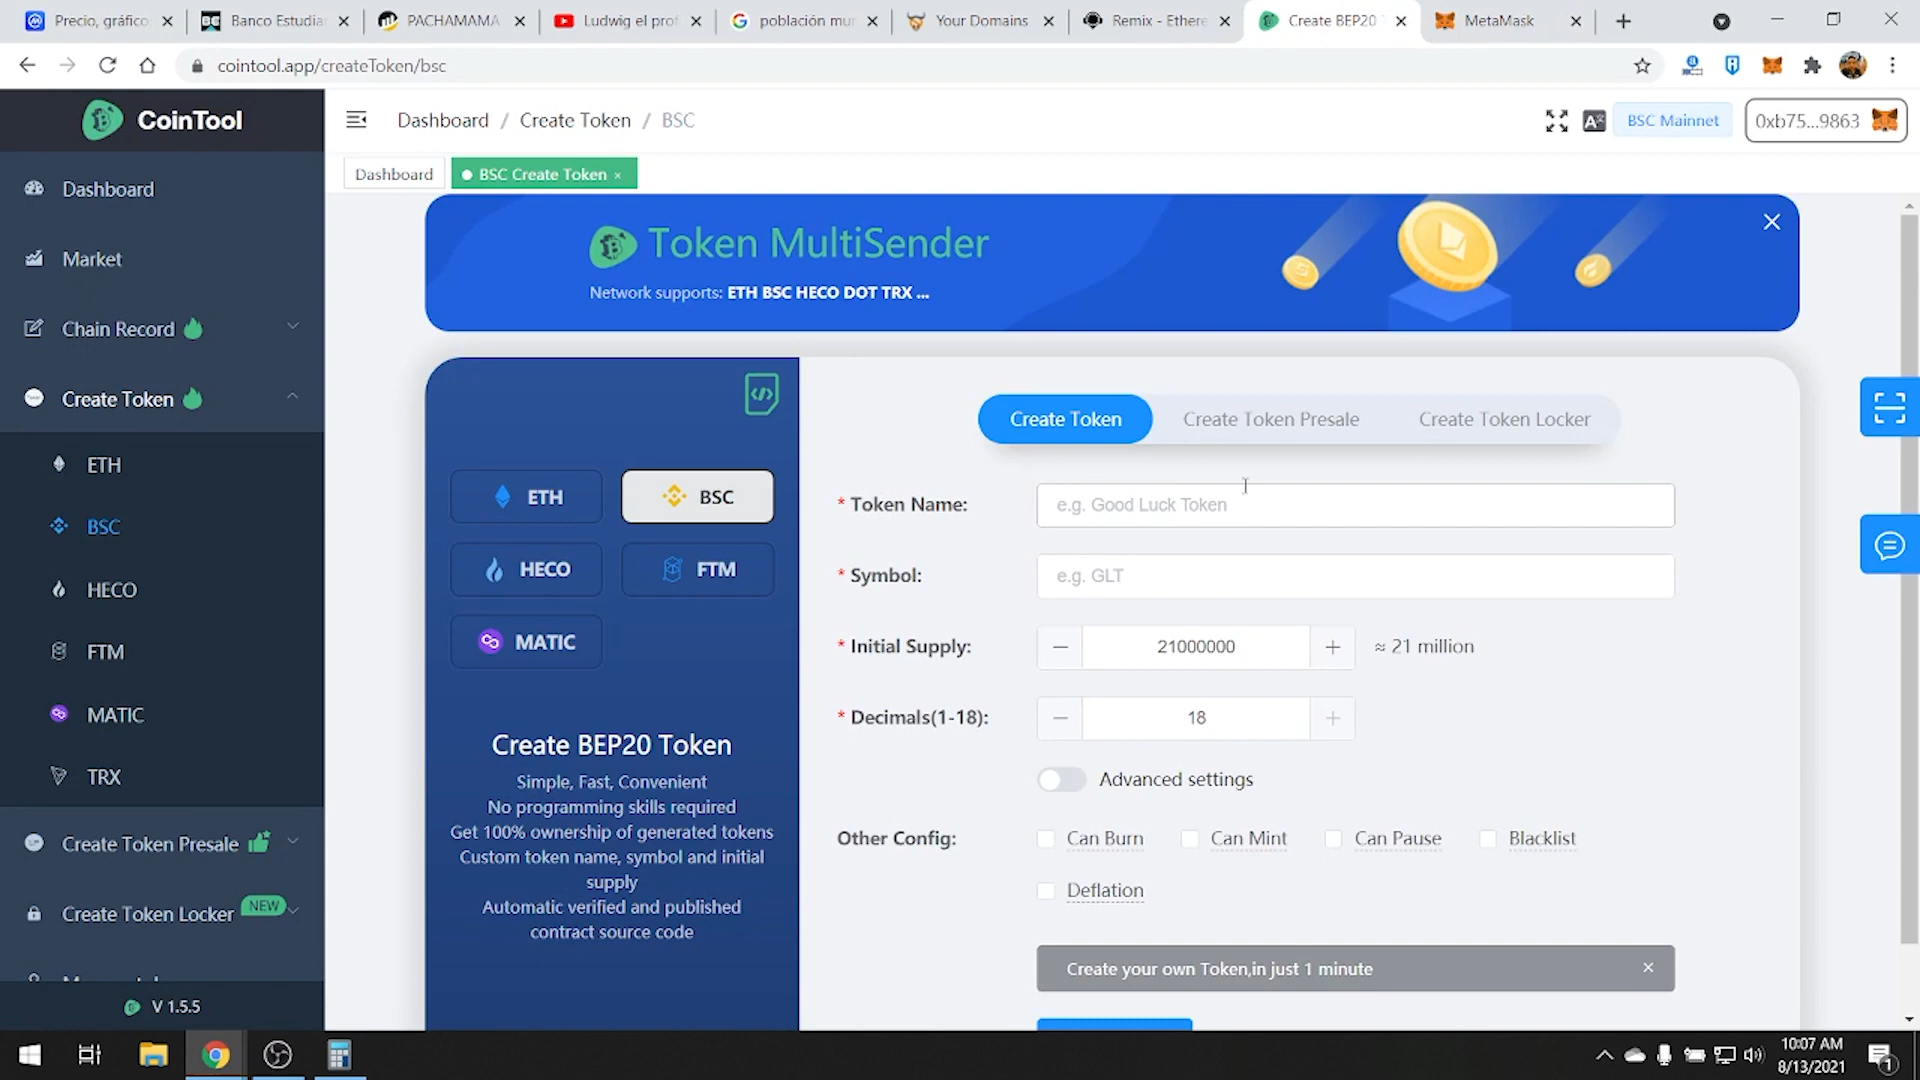 Precio, gráfico
Banco Estudia
PACHAMAMA
Ludwig el prof
población mu
Your Domains
Remix - Ethere
Create BEP20
MetaMask
cointool.app/createToken/bsc
CoinTool
Dashboard / Create Token / BSC
BSC Mainnet
0xb75...9863
Dashboard
BSC Create Token
Dashboard
Market
Chain Record
Create Token
ETH
BSC
HECO
FTM
MATIC
TRX
Create Token Presale
Create Token Locker NEW
V 1.5.5
Token MultiSender
Network supports: ETH BSC HECO DOT TRX ...
ETH
BSC
HECO
FTM
MATIC
Create BEP20 Token
Simple, Fast, Convenient
No programming skills required
Get 100% ownership of generated tokens
Custom token name, symbol and initial
supply
Automatic verified and published
contract source code
Create Token
Create Token Presale
Create Token Locker
* Token Name: e.g. Good Luck Token
* Symbol: e.g. GLT
* Initial Supply: 21000000 ≈ 21 million
* Decimals(1-18): 18
Advanced settings
Other Config: Can Burn Can Mint Can Pause Blacklist
Deflation
Create your own Token,in just 1 minute
10:07 AM
8/13/2021
1